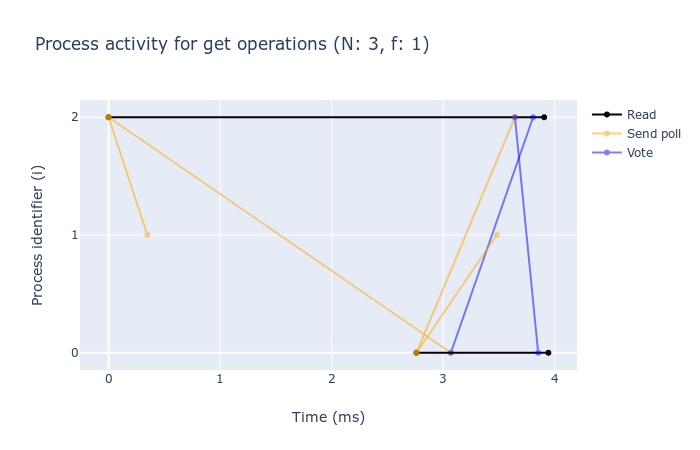 Process activity for get operations (N: 3, f: 1)
Read
Send poll
Vote
Process identifier (i)
2
1
0
0 1 2 3 4
Time (ms)